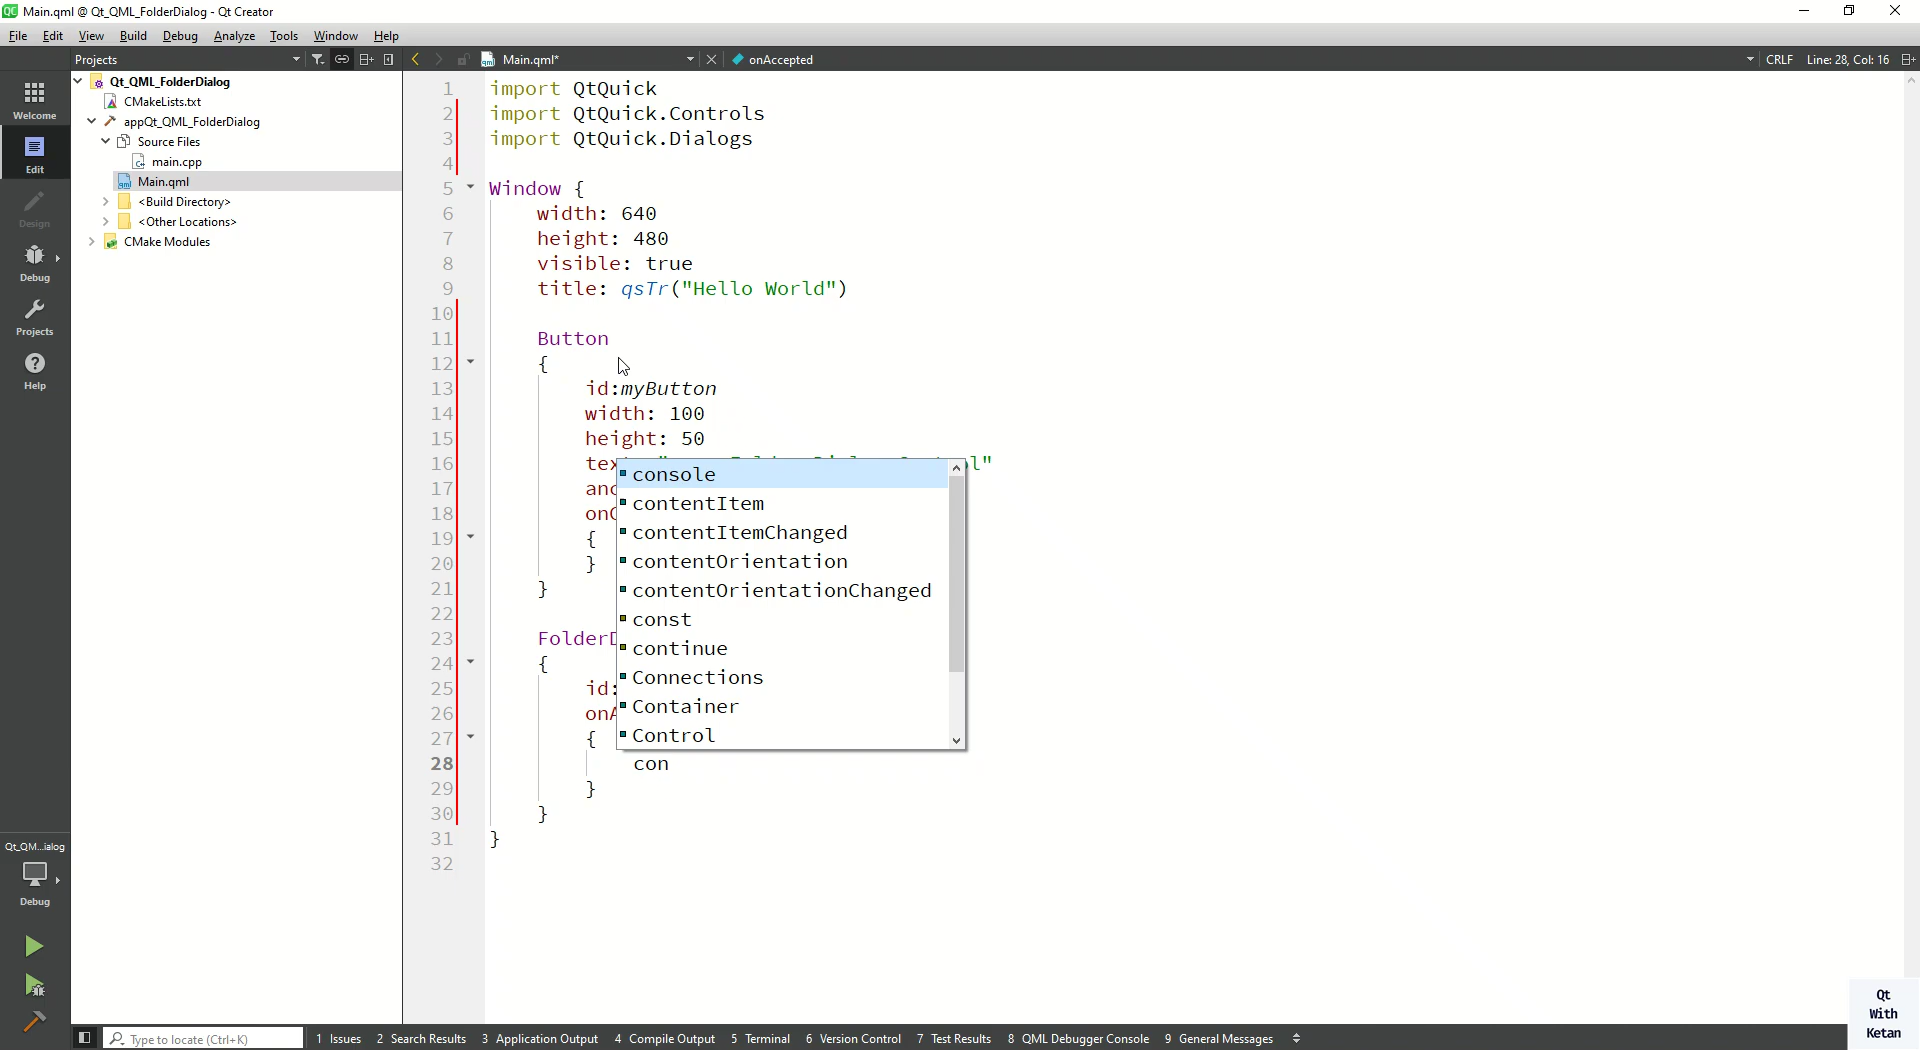 Main.qml @ Qt_QML_FolderDialog - Qt Creator
File Edit View Build Debug Analyze Tools Window Help
Projects
Main.qml*
onAccepted
CRLF Line: 28, Col: 16
Welcome
Edit
Design
Debug
Projects
Help
Qt_QM...ialog
Debug
Qt_QML_FolderDialog
CMakeLists.txt
appQt_QML_FolderDialog
Source Files
main.cpp
Main.qml
<Build Directory>
<Other Locations>
CMake Modules
1 import QtQuick
2 import QtQuick.Controls
3 import QtQuick.Dialogs
4
5 Window {
6 width: 640
7 height: 480
8 visible: true
9 title: qsTr("Hello World")
10
11 Button
12 {
13 id:myButton
14 width: 100
15 height: 50
16 tex l"
17 anc
18 onC
19 {
20 }
21 }
22
23 FolderD
24 {
25 id:
26 onA
27 {
28 con
29 }
30 }
31 }
32
console
contentItem
contentItemChanged
contentOrientation
contentOrientationChanged
const
continue
Connections
Container
Control
Type to locate (Ctrl+K)
1 Issues 2 Search Results 3 Application Output 4 Compile Output 5 Terminal 6 Version Control 7 Test Results 8 QML Debugger Console 9 General Messages
Qt
With
Ketan